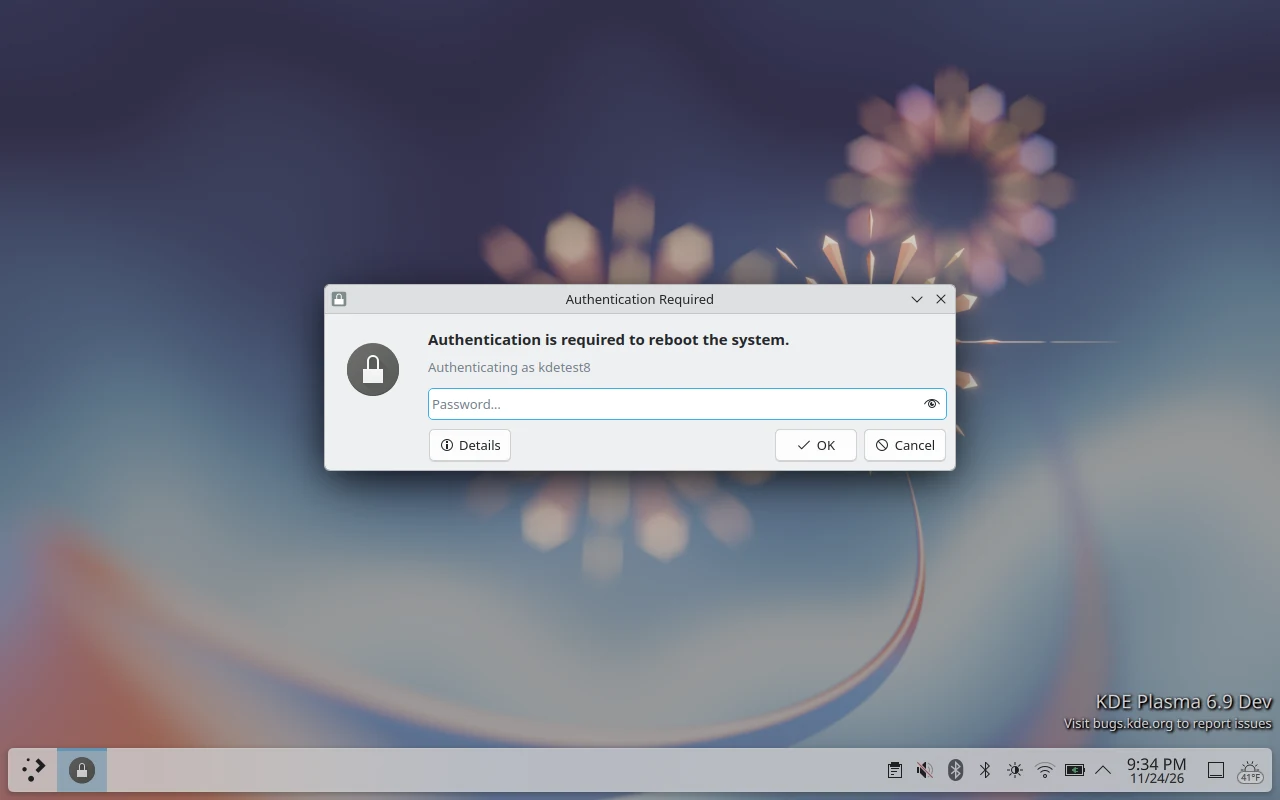 Authentication Required
Authentication is required to reboot the system.
Authenticating as kdetest8
Password...
Details
OK
Cancel
KDE Plasma 6.9 Dev
Visit bugs.kde.org to report issues
9:34 PM
11/24/26
41°F